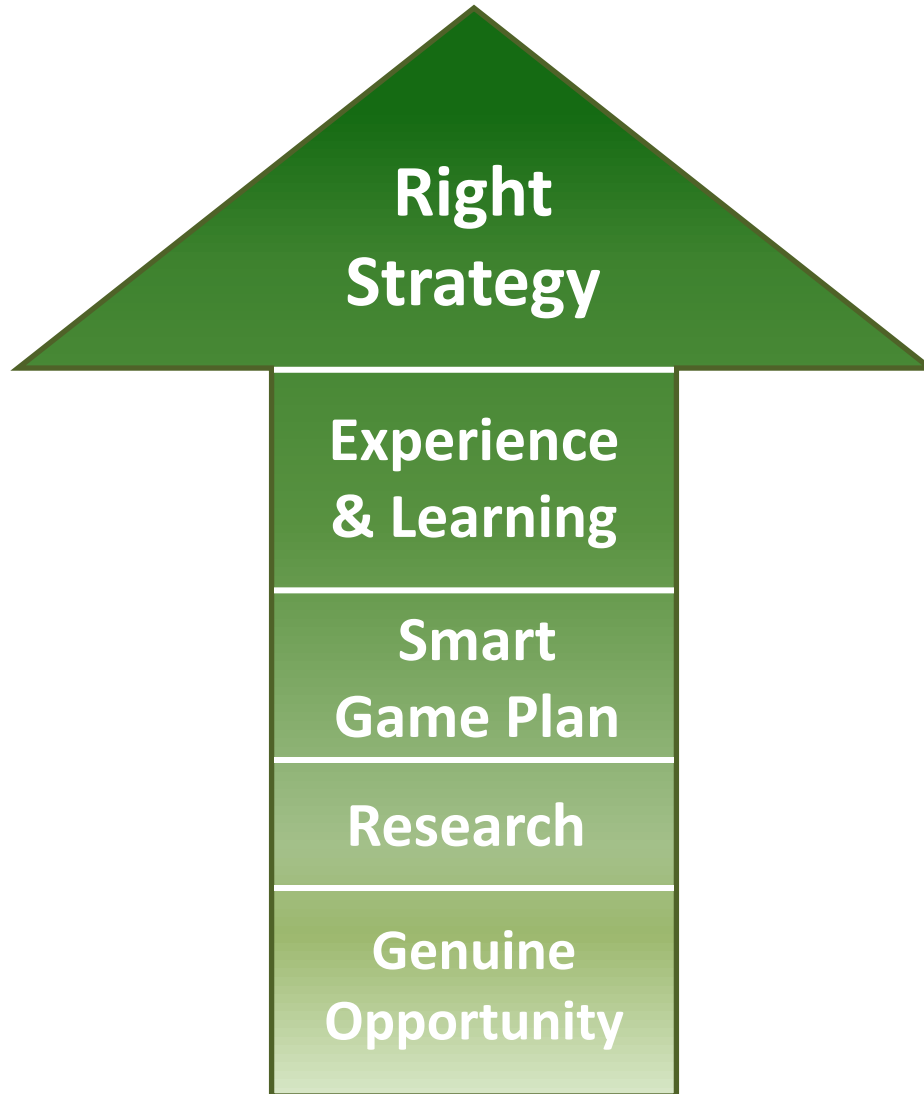 Right
Strategy
Experience
& Learning
Smart
Game Plan
Research
Genuine
Opportunity